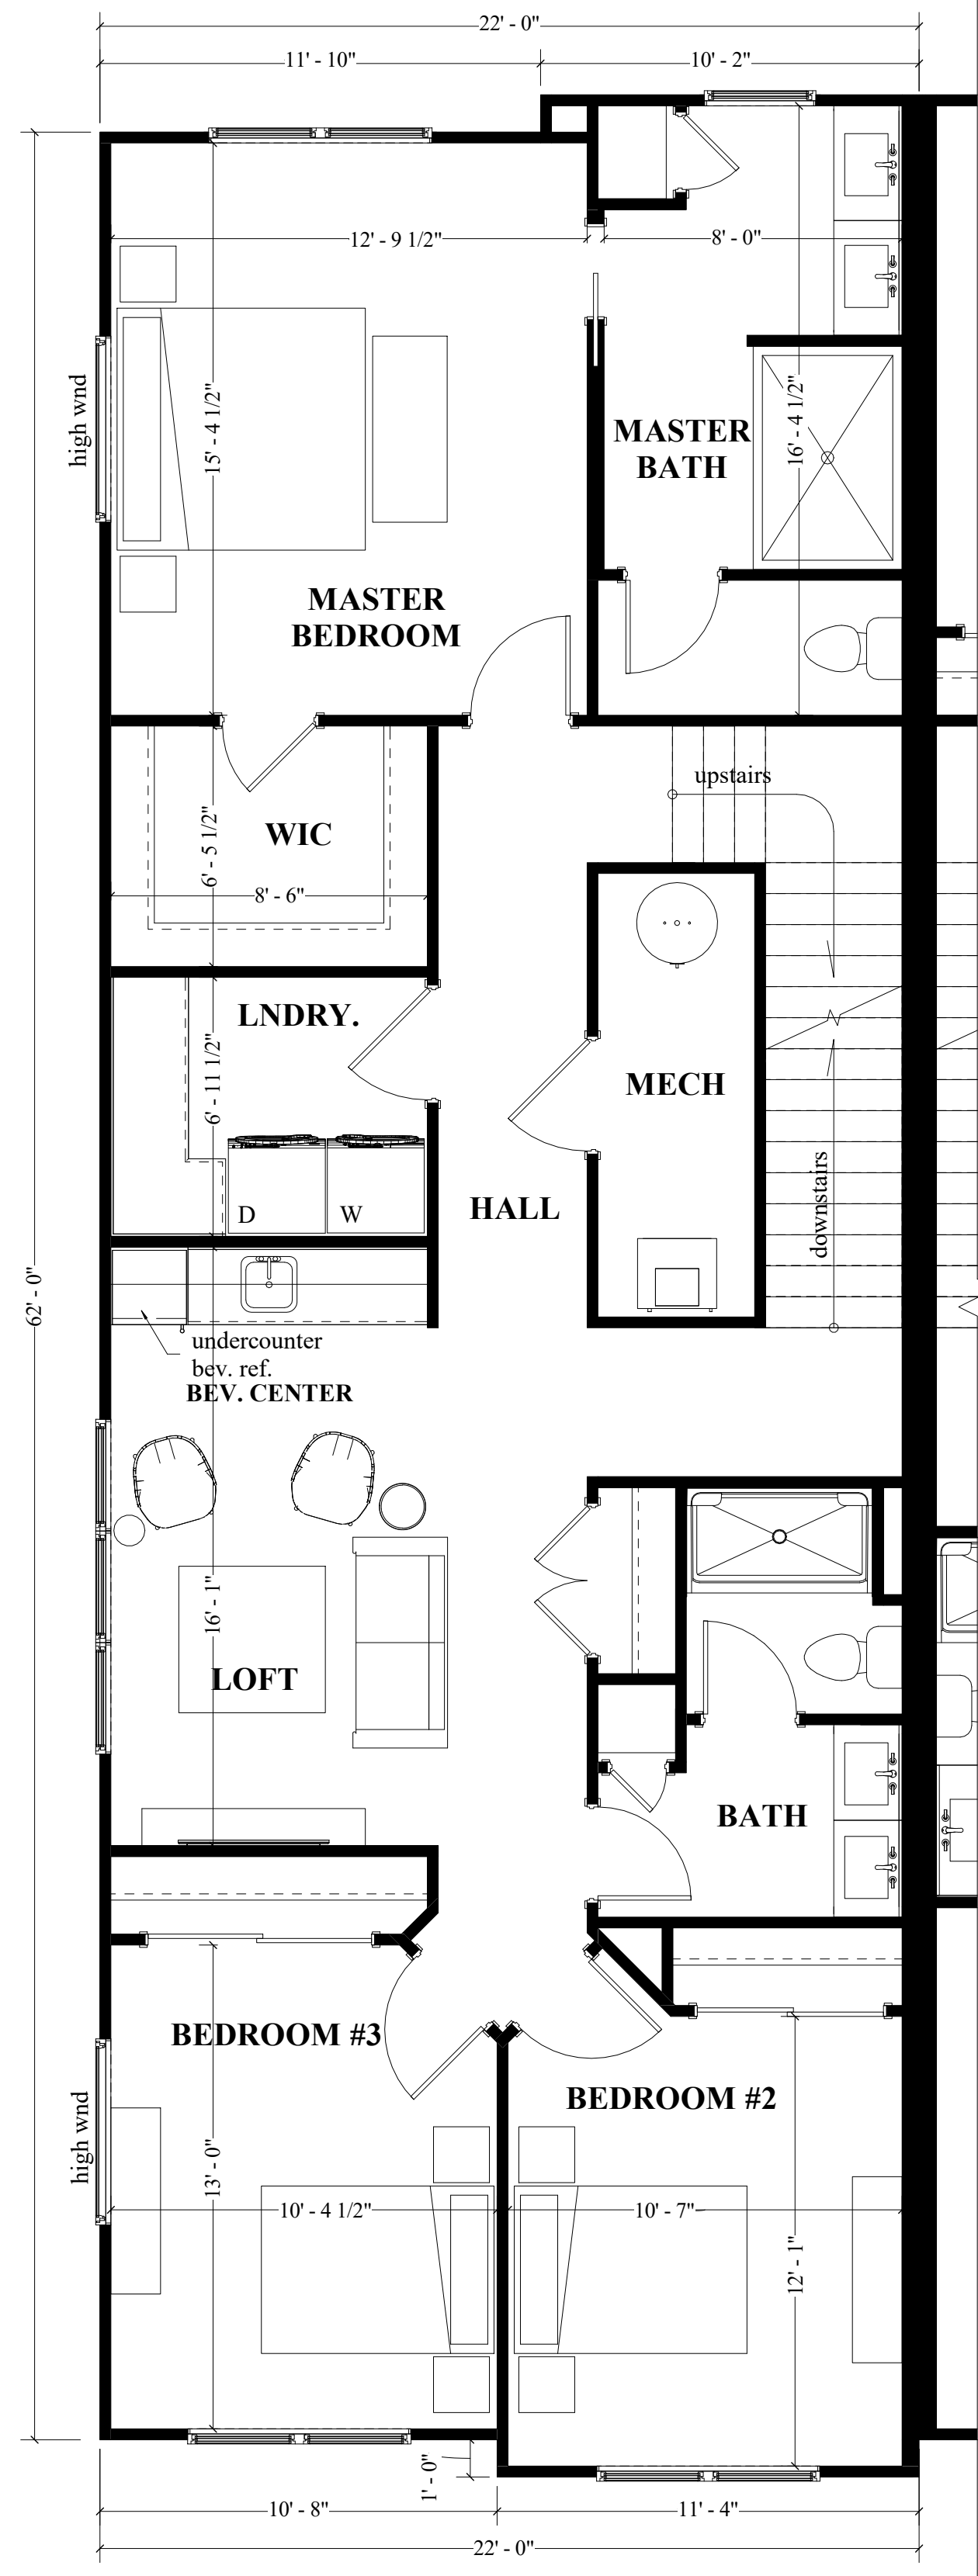 22' - 0"
11' - 10"
10' - 2"
12' - 9 1/2"
8' - 0"
high wnd
15' - 4 1/2"
16' - 4 1/2"
MASTER
BATH
MASTER
BEDROOM
upstairs
WIC
6' - 5 1/2"
8' - 6"
LNDRY.
6' - 11 1/2"
MECH
D
W
HALL
downstairs
62' - 0"
undercounter
bev. ref.
BEV. CENTER
16' - 1"
LOFT
BATH
BEDROOM #3
BEDROOM #2
high wnd
13' - 0"
10' - 4 1/2"
10' - 7"
12' - 1"
1' - 0"
10' - 8"
11' - 4"
22' - 0"